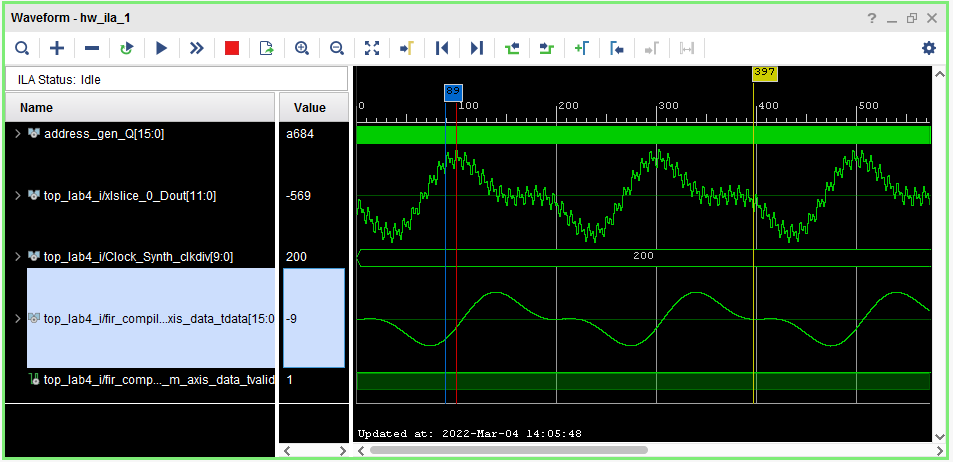 Waveform - hw_ila_1
?
ILA Status: Idle
Name
Value
397
89
0
100
200
300
400
500
address_gen_Q[15:0]
a684
top_lab4_i/xlslice_0_Dout[11:0]
-569
top_lab4_i/Clock_Synth_clkdiv[9:0]
200
200
top_lab4_i/fir_compil...xis_data_tdata[15:0
-9
top_lab4_i/fir_comp..._m_axis_data_tvalid
1
Updated at: 2022-Mar-04 14:05:48